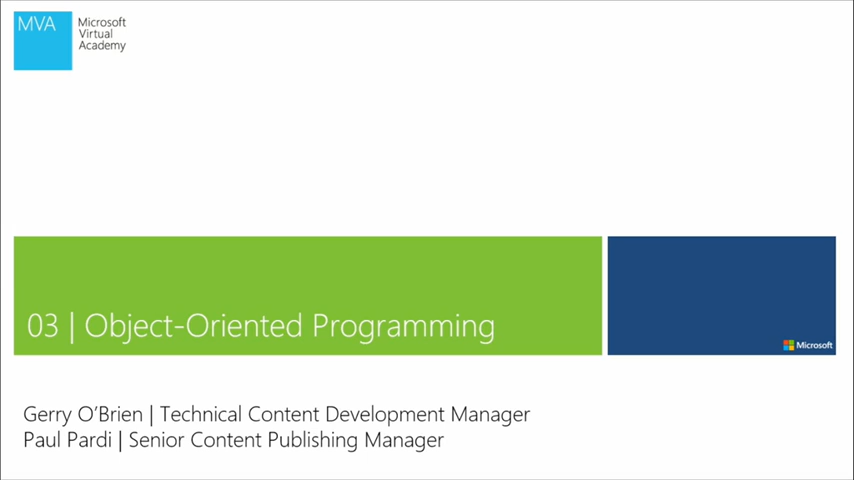 MVA
Microsoft
Virtual
Academy
03 | Object-Oriented Programming
Microsoft
Gerry O'Brien | Technical Content Development Manager
Paul Pardi | Senior Content Publishing Manager